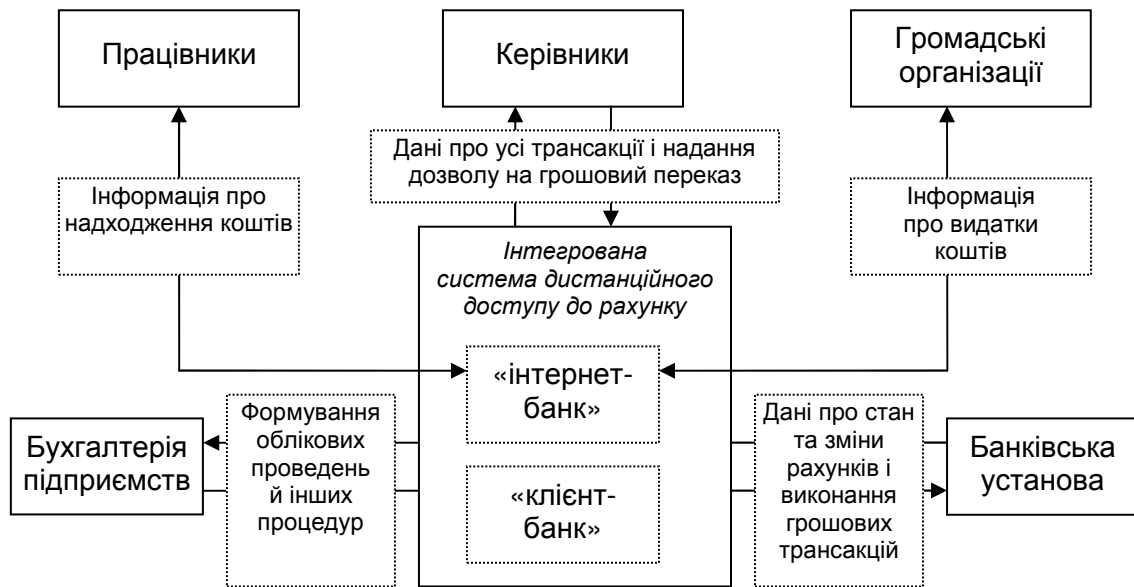 Працівники
Керівники
Громадські
організації
Дані про усі трансакції і надання
дозволу на грошовий переказ
Інформація про
надходження коштів
Інформація
про видатки
коштів
Інтегрована
система дистанційного
доступу до рахунку
«інтернет-
банк»
«клієнт-
банк»
Бухгалтерія
підприємств
Формування
облікових
проведень
й інших
процедур
Дані про стан
та зміни
рахунків і
виконання
грошових
трансакцій
Банківська
установа